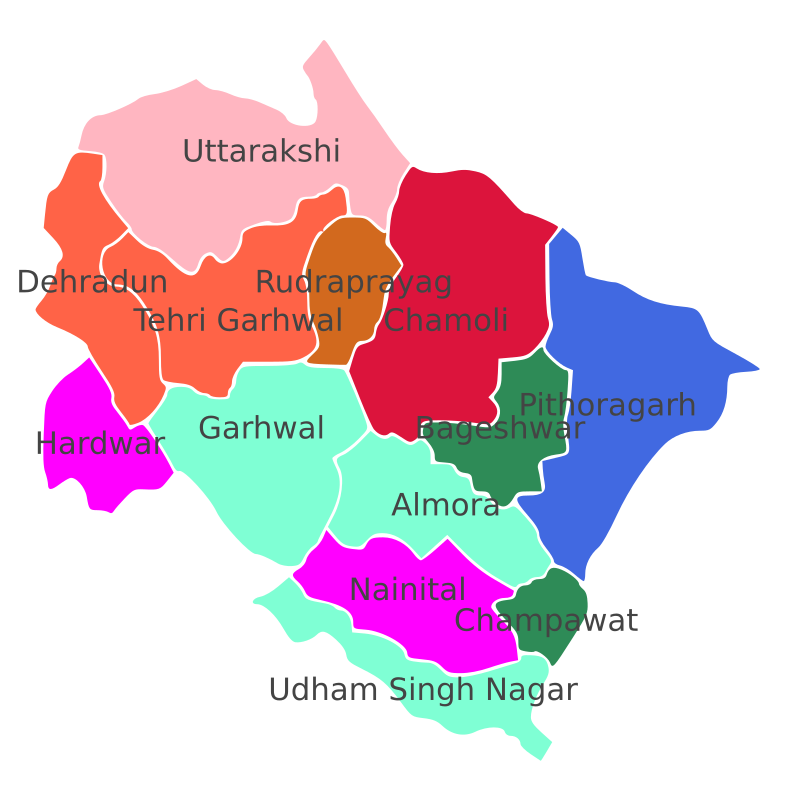 Uttarakshi
Dehradun
Rudraprayag
Tehri Garhwal
Chamoli
Pithoragarh
Garhwal
Bageshwar
Hardwar
Almora
Nainital
Champawat
Udham Singh Nagar